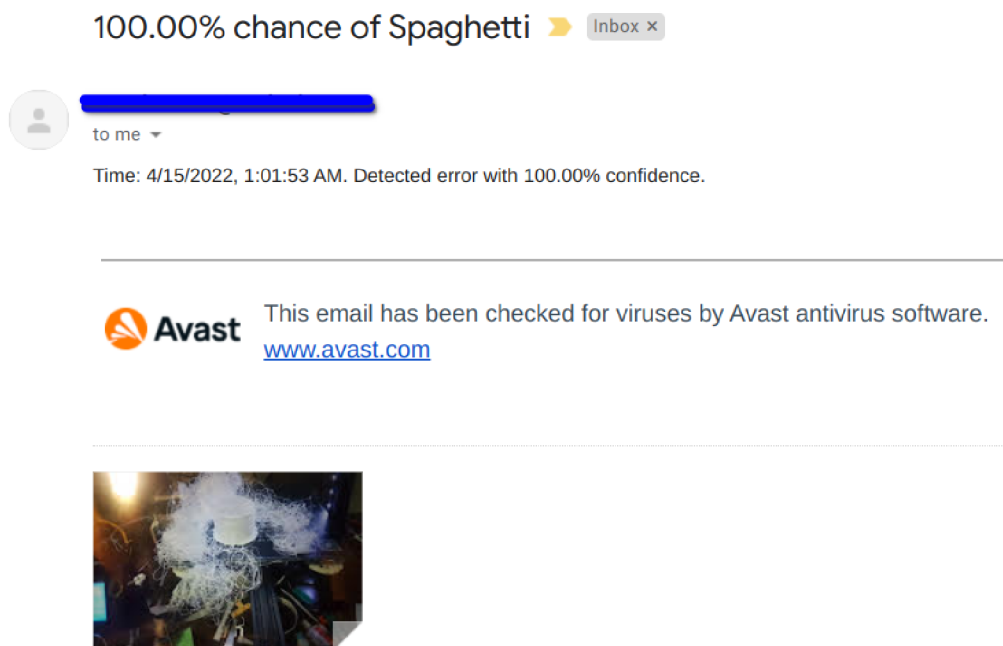 100.00% chance of Spaghetti Inbox ×
to me
Time: 4/15/2022, 1:01:53 AM. Detected error with 100.00% confidence.
Avast This email has been checked for viruses by Avast antivirus software.
www.avast.com